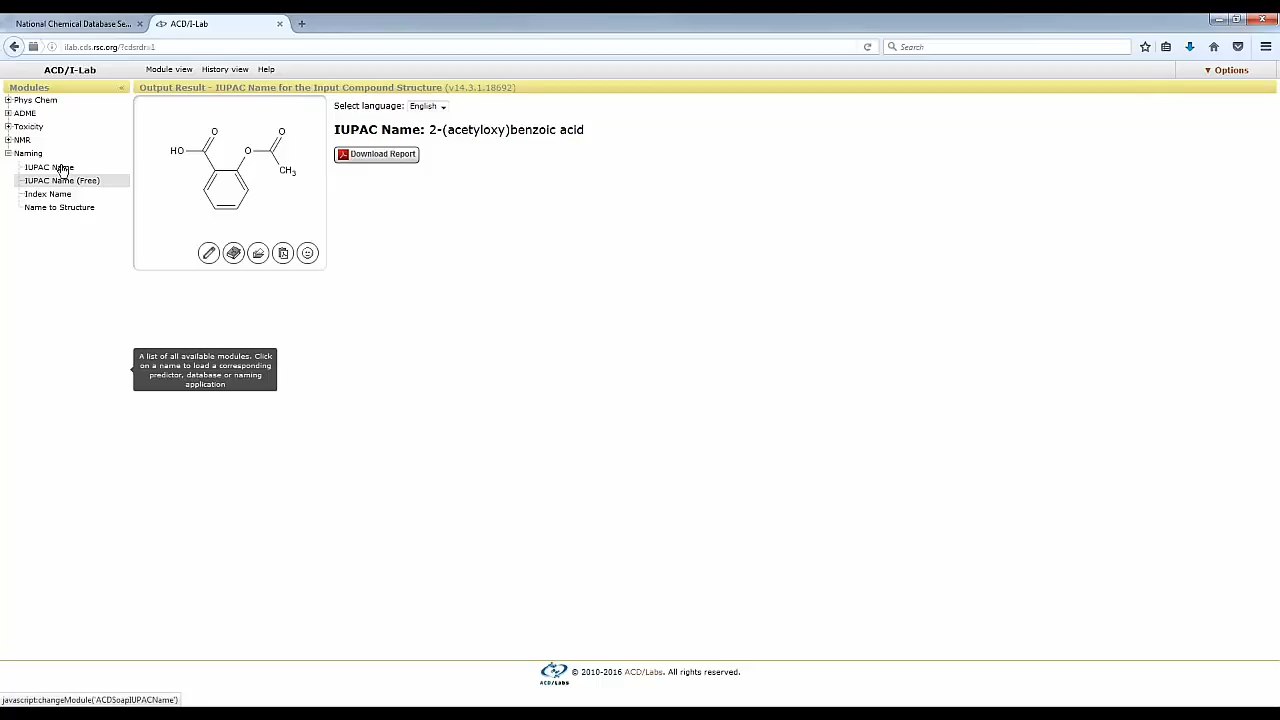 National Chemical Database Se...
ACD/I-Lab
ilab.cds.rsc.org/?cdsrdr=1
Search
ACD/I-Lab
Module view
History view
Help
▼ Options
Modules
«
Output Result - IUPAC Name for the Input Compound Structure (v14.3.1.18692)
Phys Chem
ADME
Toxicity
NMR
Naming
IUPAC Name
IUPAC Name (Free)
Index Name
Name to Structure
O
O
HO
O
CH3
Select language: English
IUPAC Name: 2-(acetyloxy)benzoic acid
Download Report
A list of all available modules. Click
on a name to load a corresponding
predictor, database or naming
application
ACD/LABS
© 2010-2016 ACD/Labs. All rights reserved.
javascript:changeModule('ACDSoapIUPACName')